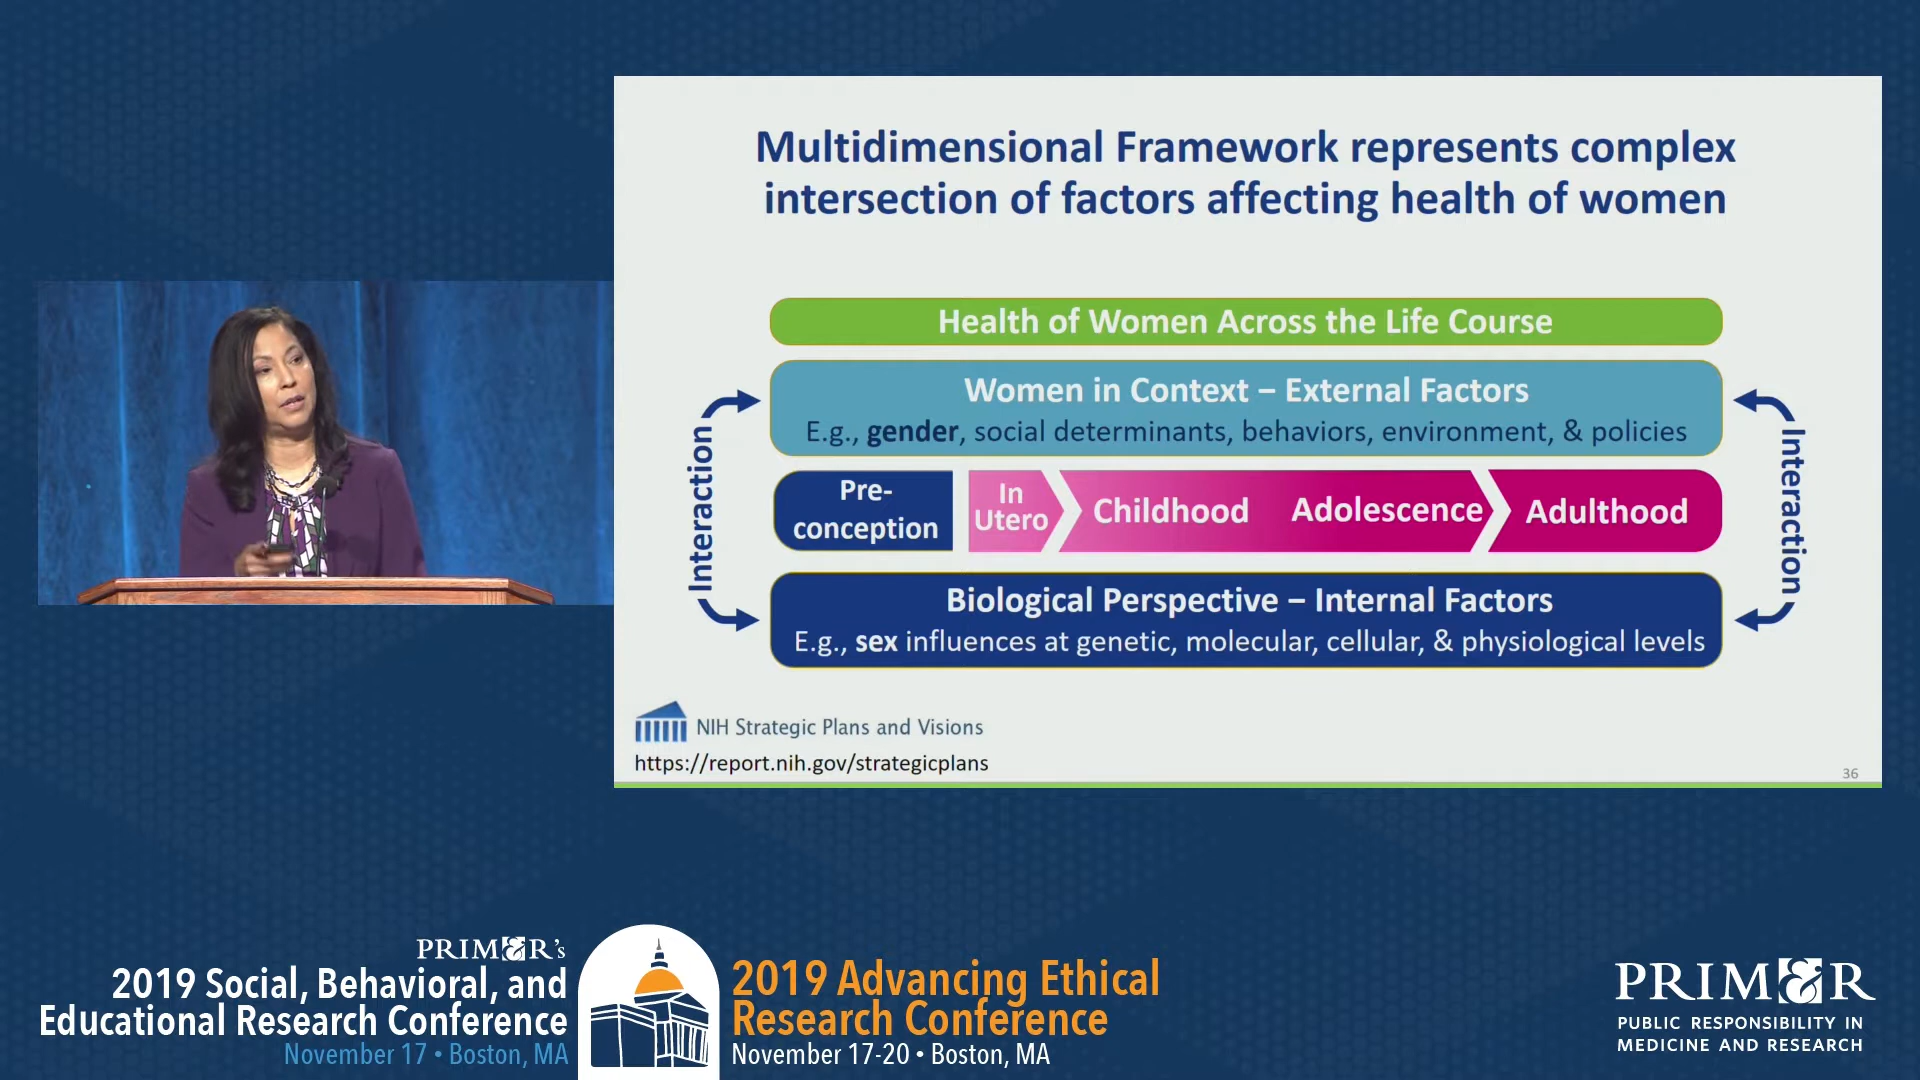 Multidimensional Framework represents complex
intersection of factors affecting health of women
Health of Women Across the Life Course
Women in Context – External Factors
E.g., gender, social determinants, behaviors, environment, & policies
Interaction
Pre-
conception
In
Utero
Childhood
Adolescence
Adulthood
Interaction
Biological Perspective – Internal Factors
E.g., sex influences at genetic, molecular, cellular, & physiological levels
NIH Strategic Plans and Visions
https://report.nih.gov/strategicplans
36
PRIM&R's
2019 Social, Behavioral, and
Educational Research Conference
November 17 • Boston, MA
2019 Advancing Ethical
Research Conference
November 17-20 • Boston, MA
PRIM&R
PUBLIC RESPONSIBILITY IN
MEDICINE AND RESEARCH